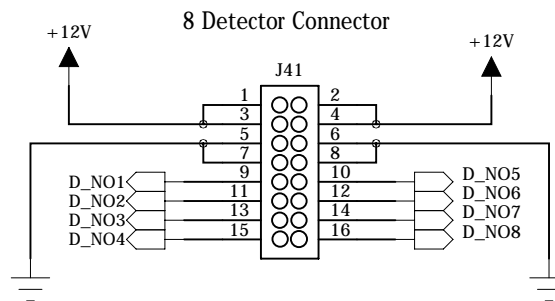 8 Detector Connector
+12V
+12V
J41
1 2
3 4
5 6
7 8
D_NO1 9 10 D_NO5
D_NO2 11 12 D_NO6
D_NO3 13 14 D_NO7
D_NO4 15 16 D_NO8